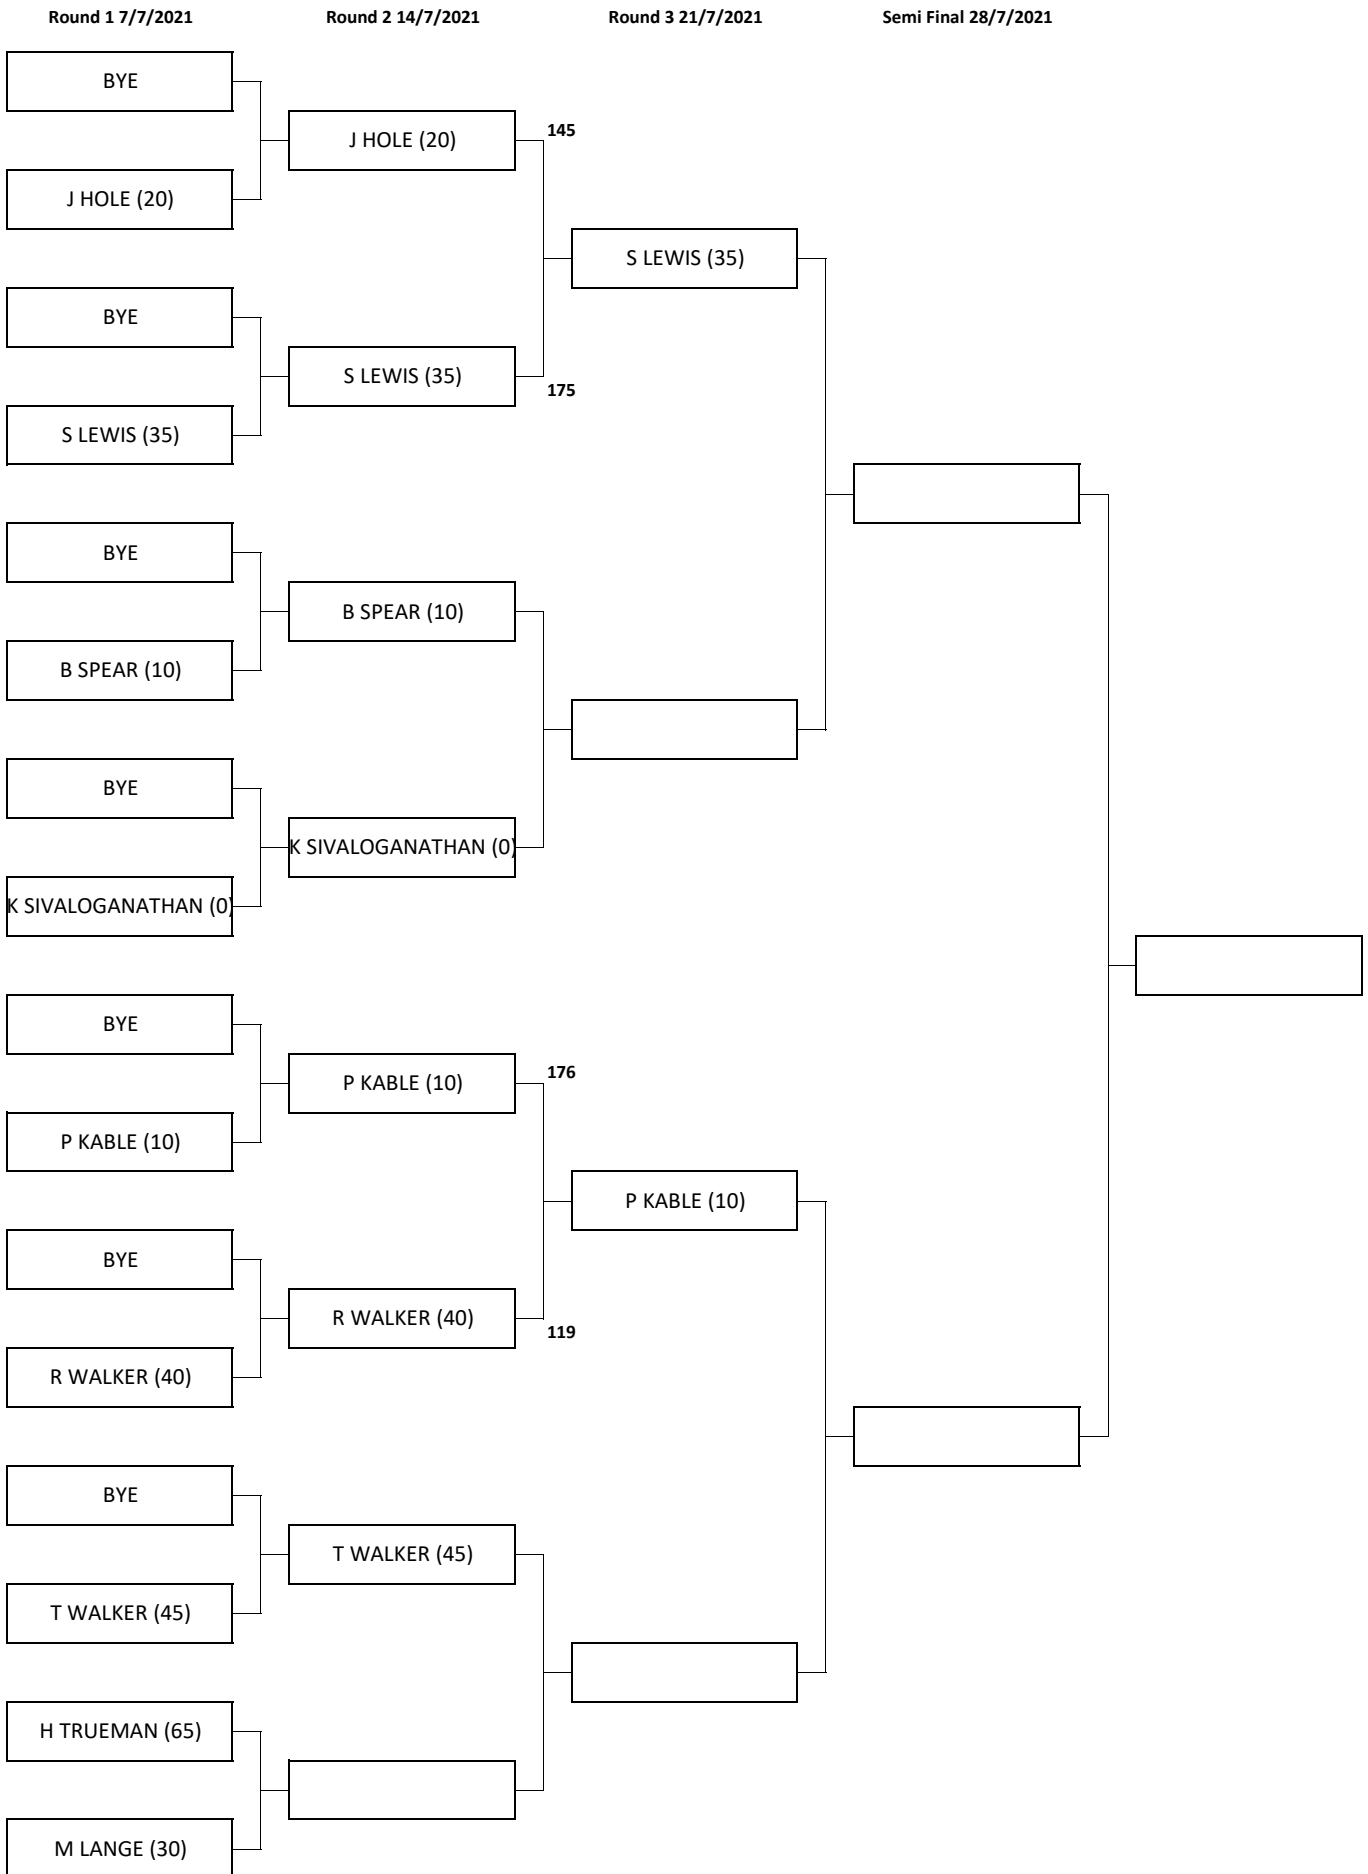 Round 1 7/7/2021 Round 2 14/7/2021 Round 3 21/7/2021 Semi Final 28/7/2021
BYE
J HOLE (20) 145
J HOLE (20)
S LEWIS (35)
BYE
S LEWIS (35) 175
S LEWIS (35)
BYE
B SPEAR (10)
B SPEAR (10)
BYE
K SIVALOGANATHAN (0)
K SIVALOGANATHAN (0)
BYE
P KABLE (10) 176
P KABLE (10)
P KABLE (10)
BYE
R WALKER (40) 119
R WALKER (40)
BYE
T WALKER (45)
T WALKER (45)
H TRUEMAN (65)
M LANGE (30)